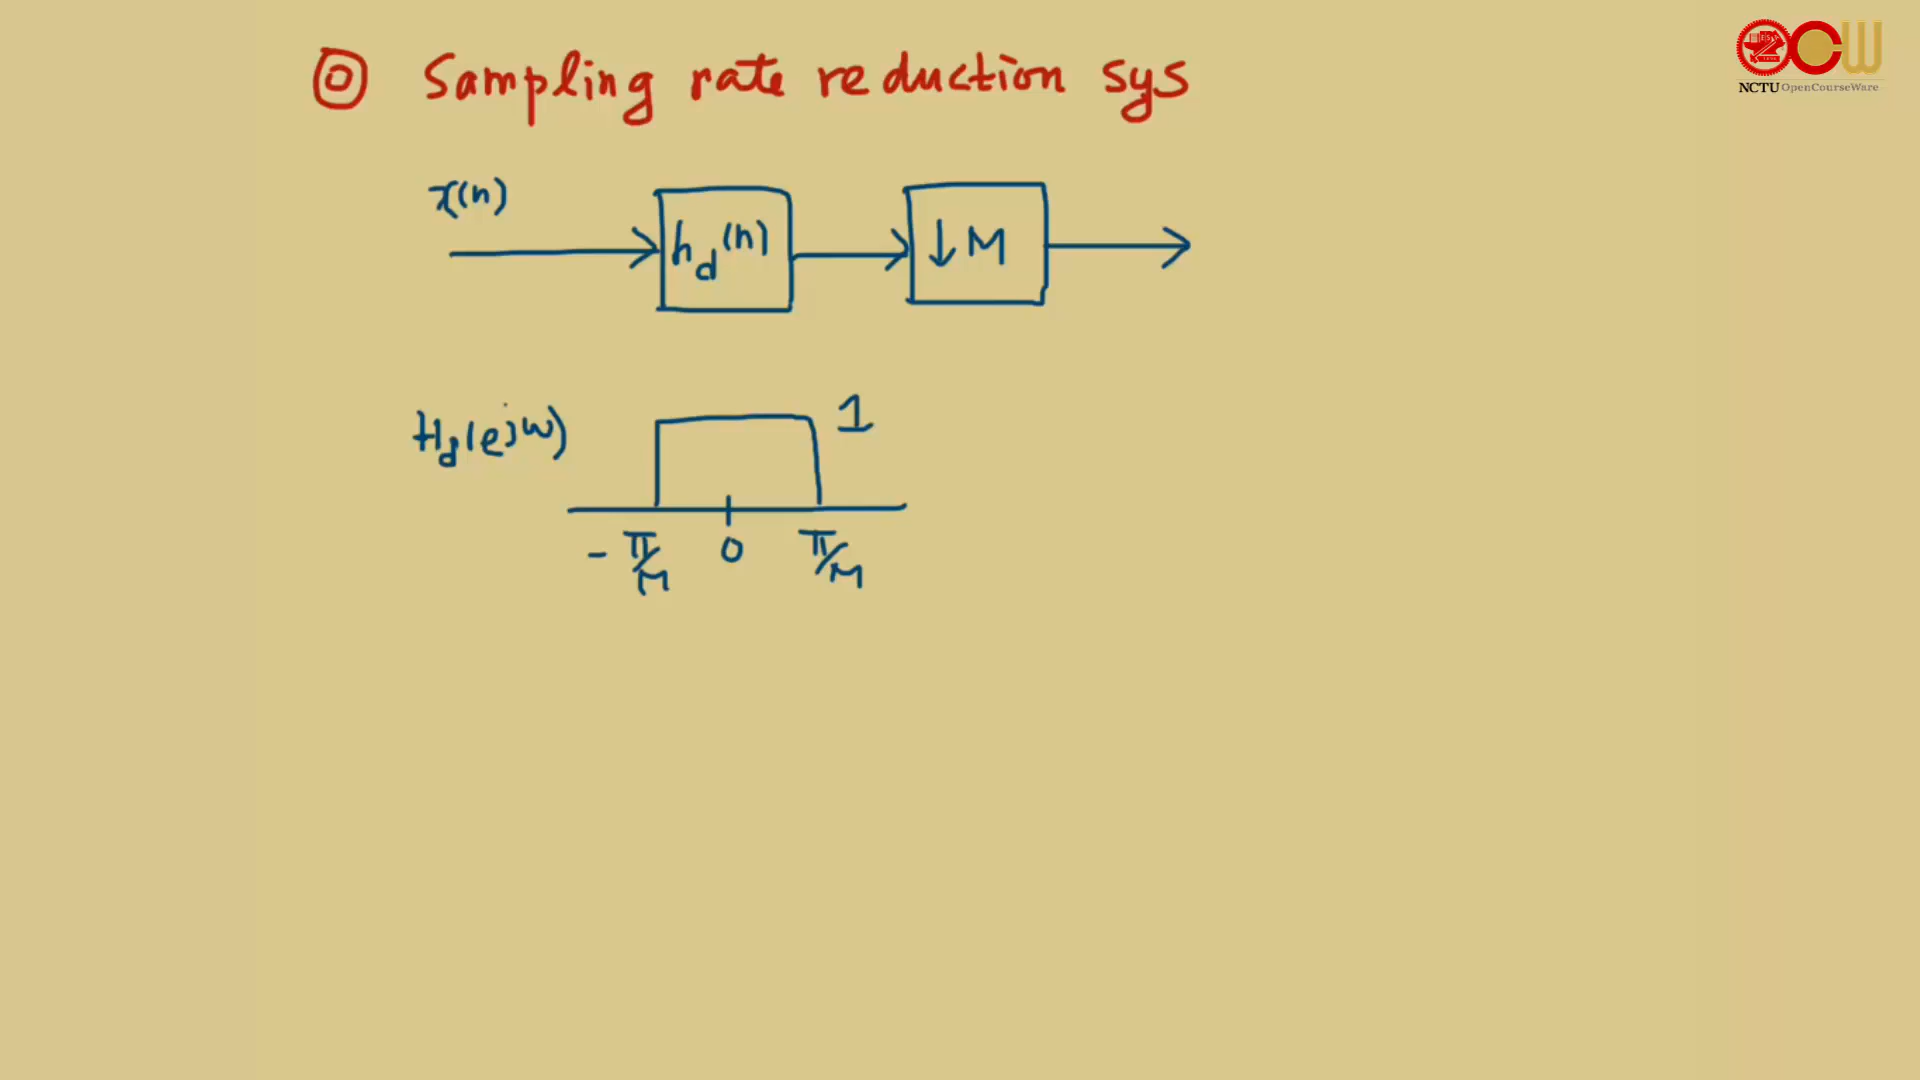 Sampling rate reduction sys
x(n)
h_d(n)
↓M
H_d(e^jω)
1
-π/M 0 π/M
NCTU OpenCourseWare